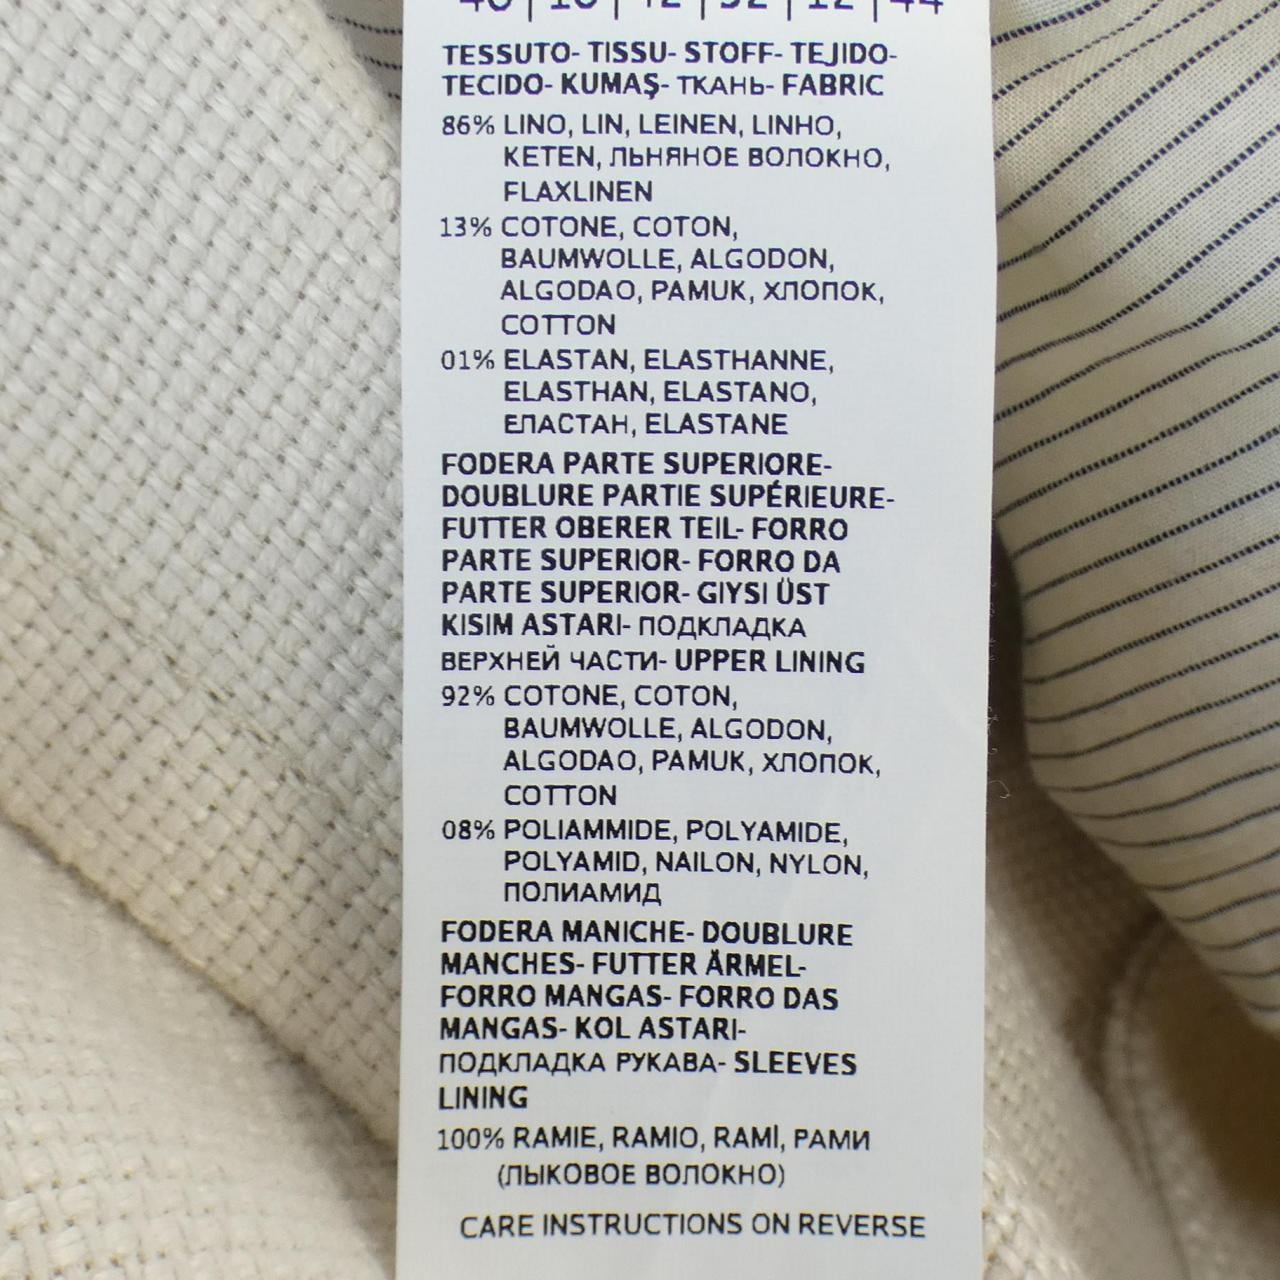 TESSUTO- TISSU- STOFF- TEJIDO-
TECIDO- KUMAŞ- ТКАНЬ- FABRIC
86% LINO, LIN, LEINEN, LINHO,
KETEN, ЛЬНЯНОЕ ВОЛОКНО,
FLAXLINEN
13% COTONE, COTON,
BAUMWOLLE, ALGODON,
ALGODAO, PAMUK, ХЛОПОК,
COTTON
01% ELASTAN, ELASTHANNE,
ELASTHAN, ELASTANO,
ЕЛАСТАН, ELASTANE
FODERA PARTE SUPERIORE-
DOUBLURE PARTIE SUPÉRIEURE-
FUTTER OBERER TEIL- FORRO
PARTE SUPERIOR- FORRO DA
PARTE SUPERIOR- GIYSI ÜST
KISIM ASTARI- ПОДКЛАДКА
ВЕРХНЕЙ ЧАСТИ- UPPER LINING
92% COTONE, COTON,
BAUMWOLLE, ALGODON,
ALGODAO, PAMUK, ХЛОПОК,
COTTON
08% POLIAMMIDE, POLYAMIDE,
POLYAMID, NAILON, NYLON,
ПОЛИАМИД
FODERA MANICHE- DOUBLURE
MANCHES- FUTTER ÄRMEL-
FORRO MANGAS- FORRO DAS
MANGAS- KOL ASTARI-
ПОДКЛАДКА РУКАВА- SLEEVES
LINING
100% RAMIE, RAMIO, RAMİ, РАМИ
(ЛЫКОВОЕ ВОЛОКНО)
CARE INSTRUCTIONS ON REVERSE